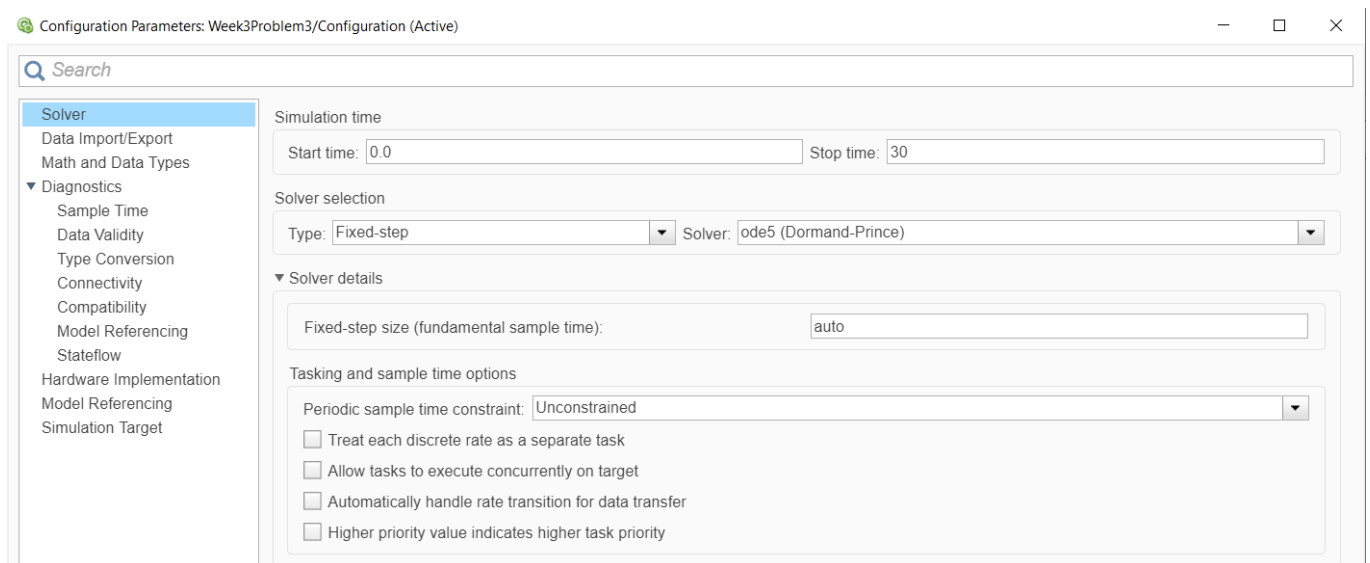 Configuration Parameters: Week3Problem3/Configuration (Active)
Search
Solver
Data Import/Export
Math and Data Types
Diagnostics
Sample Time
Data Validity
Type Conversion
Connectivity
Compatibility
Model Referencing
Stateflow
Hardware Implementation
Model Referencing
Simulation Target
Simulation time
Start time: 0.0 Stop time: 30
Solver selection
Type: Fixed-step Solver: ode5 (Dormand-Prince)
Solver details
Fixed-step size (fundamental sample time): auto
Tasking and sample time options
Periodic sample time constraint: Unconstrained
Treat each discrete rate as a separate task
Allow tasks to execute concurrently on target
Automatically handle rate transition for data transfer
Higher priority value indicates higher task priority